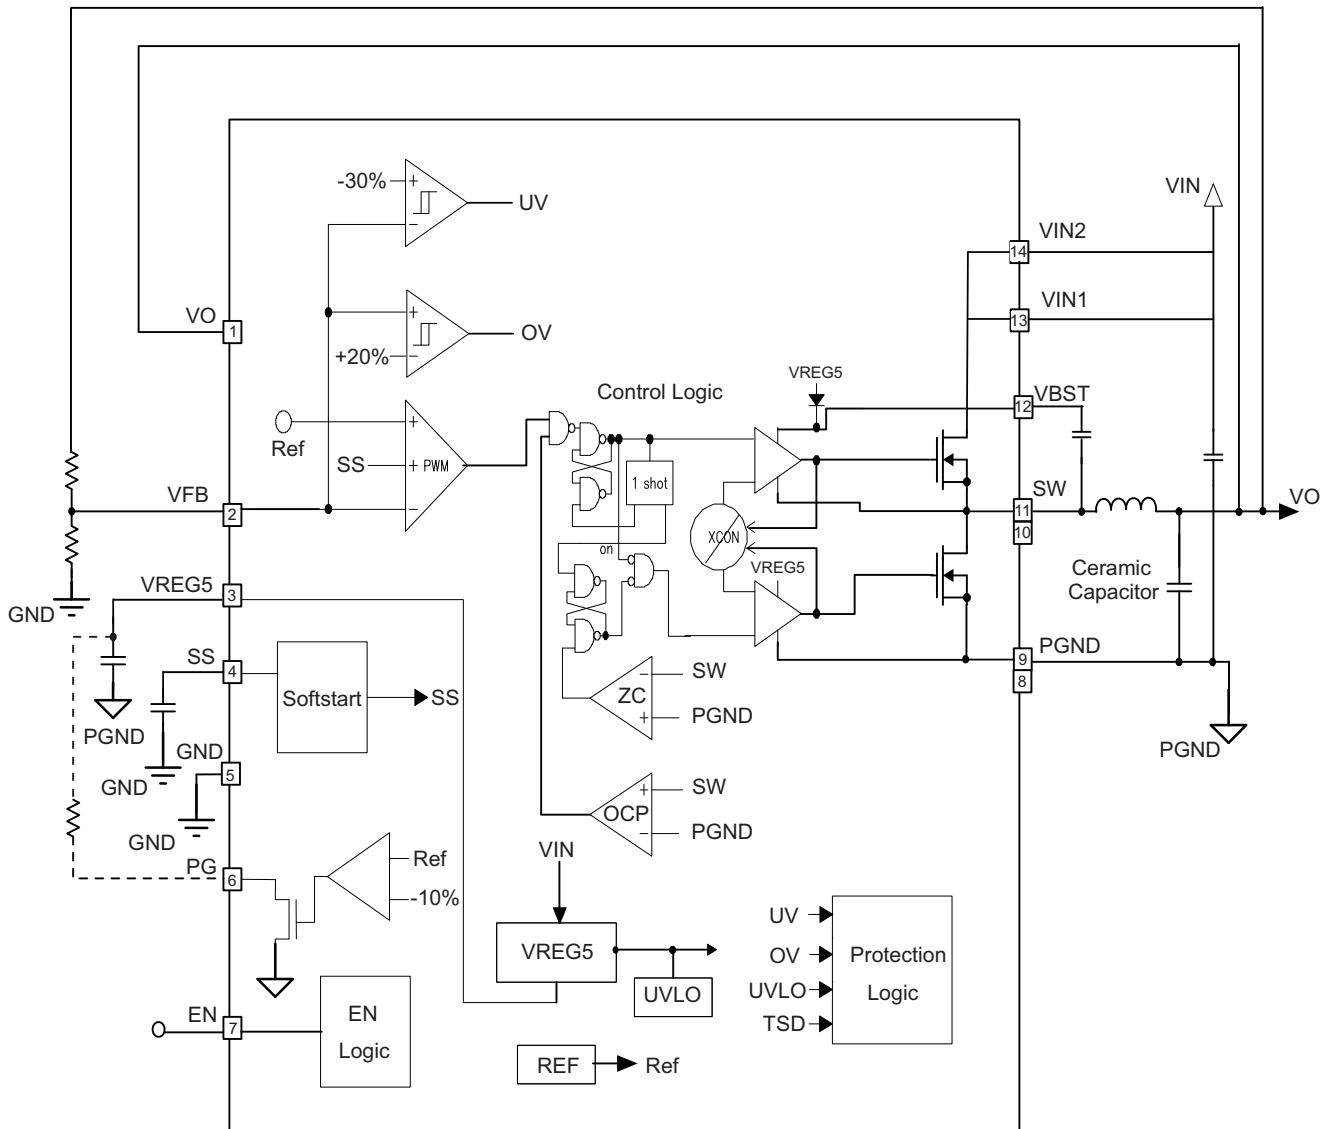 -30%
+
-
UV
VIN
VIN2
14
VO
1
+
+20%
-
OV
VIN1
13
VREG5
Control Logic
VBST
12
Ref
+
SS
+
PWM
-
1 shot
VFB
2
SW
11
10
VO
XCON
on
VREG5
Ceramic
Capacitor
VREG5
3
GND
PGND
9
8
SS
4
Softstart
SS
-
SW
ZC
+
PGND
PGND
PGND
GND
GND
5
GND
+
SW
OCP
-
PGND
PG
6
Ref
-10%
VIN
VREG5
UVLO
UV
OV
UVLO
TSD
Protection
Logic
EN
7
EN
Logic
REF
Ref